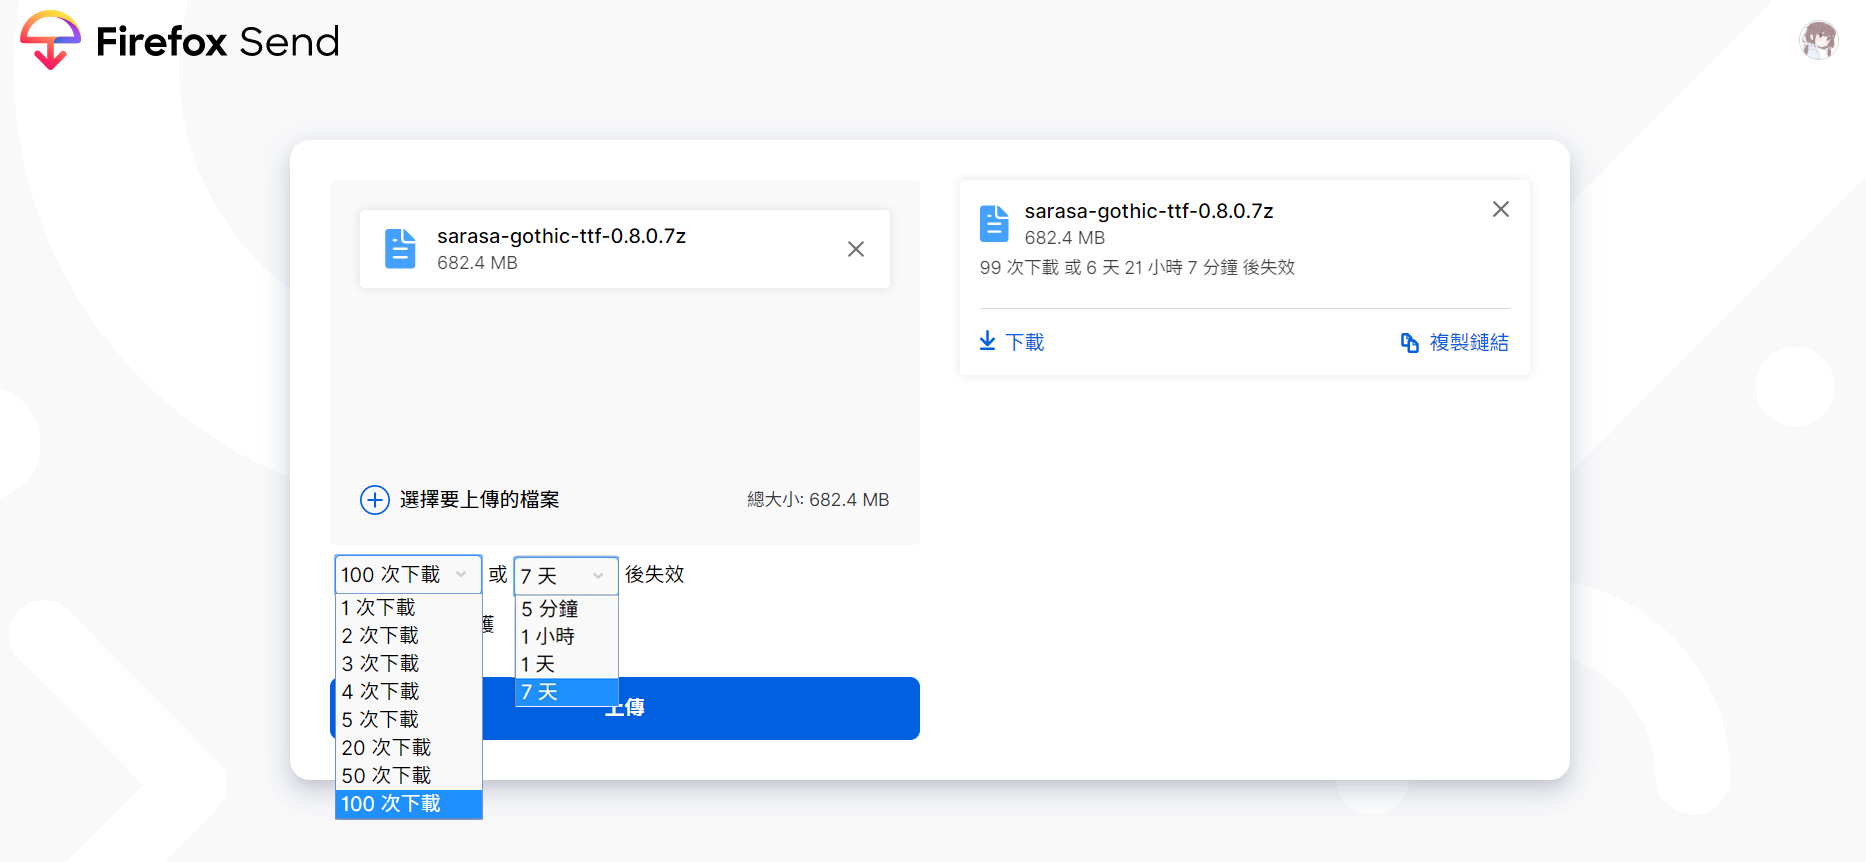 Firefox Send
sarasa-gothic-ttf-0.8.0.7z
682.4 MB
選擇要上傳的檔案
總大小: 682.4 MB
100 次下載 或 7 天 後失效
1 次下載
2 次下載
3 次下載
4 次下載
5 次下載
20 次下載
50 次下載
100 次下載
5 分鐘
1 小時
1 天
7 天
護
上傳
sarasa-gothic-ttf-0.8.0.7z
682.4 MB
99 次下載 或 6 天 21 小時 7 分鐘 後失效
下載
複製鏈結